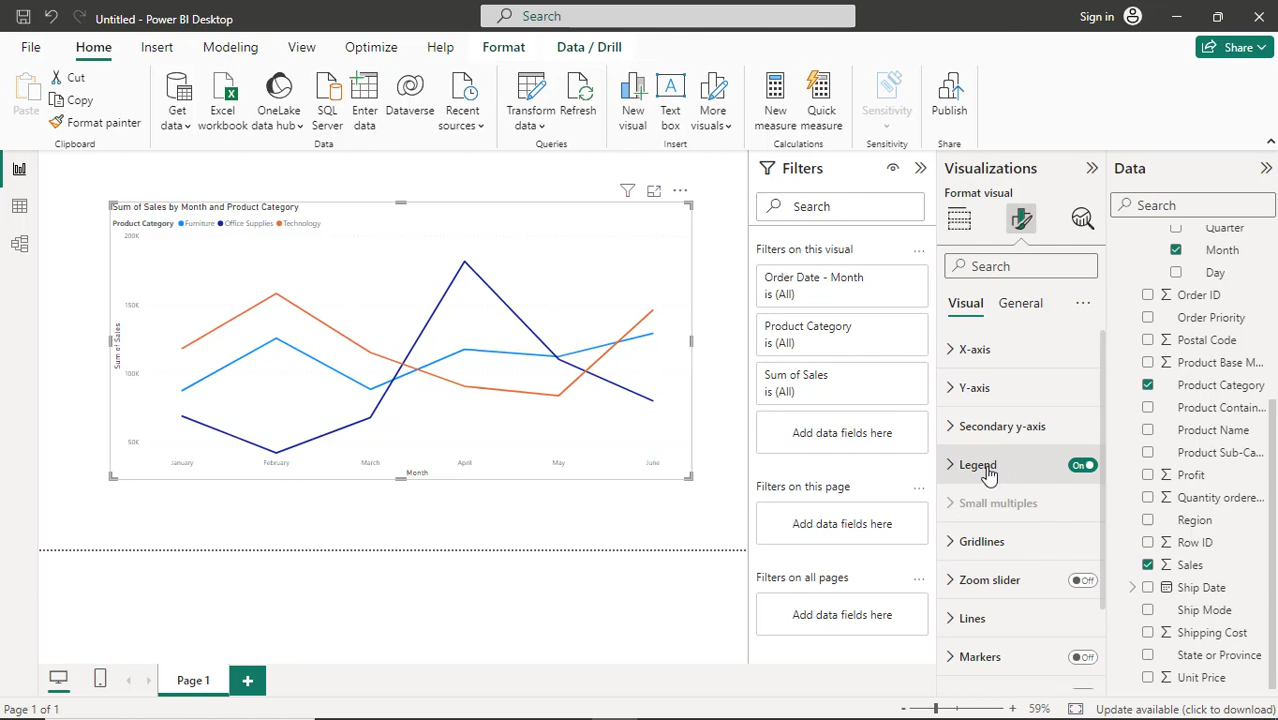 Untitled - Power BI Desktop
Search
Sign in
File
Home
Insert
Modeling
View
Optimize
Help
Format
Data / Drill
Share
Paste
Cut
Copy
Format painter
Clipboard
Get
data
Excel
workbook
OneLake
data hub
SQL
Server
Enter
data
Dataverse
Recent
sources
Data
Transform
data
Refresh
Queries
New
visual
Text
box
More
visuals
Insert
New
measure
Quick
measure
Calculations
Sensitivity
Sensitivity
Publish
Share
Sum of Sales by Month and Product Category
Product Category Furniture Office Supplies Technology
200K
150K
100K
50K
Sum of Sales
January February March April May June
Month
Filters
Search
Filters on this visual
Order Date - Month
is (All)
Product Category
is (All)
Sum of Sales
is (All)
Add data fields here
Filters on this page
Add data fields here
Filters on all pages
Add data fields here
Visualizations
Format visual
Search
Visual General
X-axis
Y-axis
Secondary y-axis
Legend On
Small multiples
Gridlines
Zoom slider Off
Lines
Markers Off
Data
Search
Quarter
Month
Day
Order ID
Order Priority
Postal Code
Product Base M...
Product Category
Product Contain...
Product Name
Product Sub-Ca...
Profit
Quantity ordere...
Region
Row ID
Sales
Ship Date
Ship Mode
Shipping Cost
State or Province
Unit Price
Page 1
Page 1 of 1
59%
Update available (click to download)